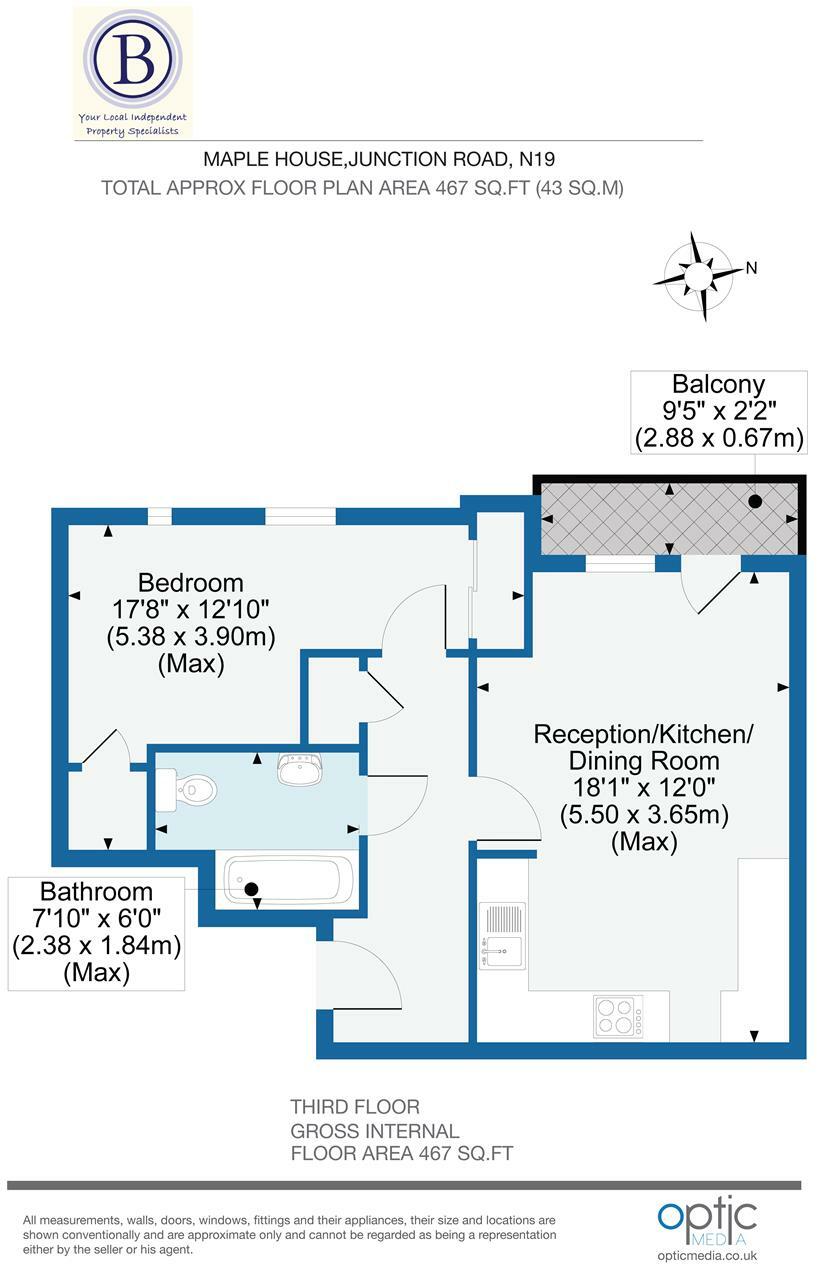 B
Your Local Independent
Property Specialists
MAPLE HOUSE,JUNCTION ROAD, N19
TOTAL APPROX FLOOR PLAN AREA 467 SQ.FT (43 SQ.M)
N
Balcony
9'5" x 2'2"
(2.88 x 0.67m)
Bedroom
17'8" x 12'10"
(5.38 x 3.90m)
(Max)
Reception/Kitchen/
Dining Room
18'1" x 12'0"
(5.50 x 3.65m)
(Max)
Bathroom
7'10" x 6'0"
(2.38 x 1.84m)
(Max)
THIRD FLOOR
GROSS INTERNAL
FLOOR AREA 467 SQ.FT
All measurements, walls, doors, windows, fittings and their appliances, their size and locations are
shown conventionally and are approximate only and cannot be regarded as being a representation
either by the seller or his agent.
optic
MEDIA
opticmedia.co.uk